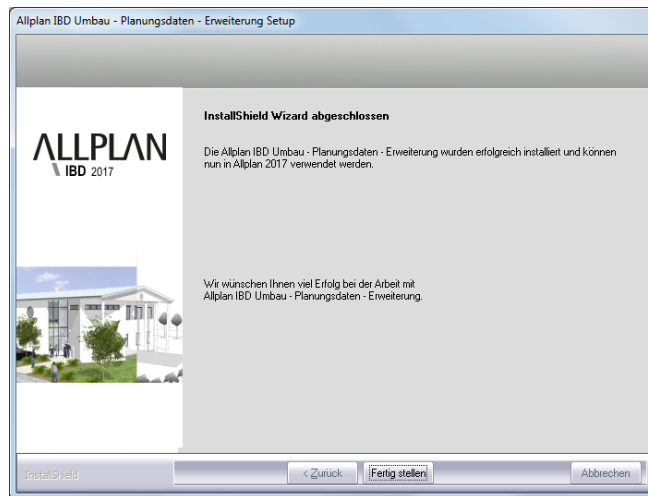 Allplan IBD Umbau - Planungsdaten - Erweiterung Setup
InstallShield Wizard abgeschlossen
ALLPLAN
IBD 2017
Die Allplan IBD Umbau - Planungsdaten - Erweiterung wurden erfolgreich installiert und können
nun in Allplan 2017 verwendet werden.
Wir wünschen Ihnen viel Erfolg bei der Arbeit mit
Allplan IBD Umbau - Planungsdaten - Erweiterung.
InstallShield
< Zurück
Fertig stellen
Abbrechen